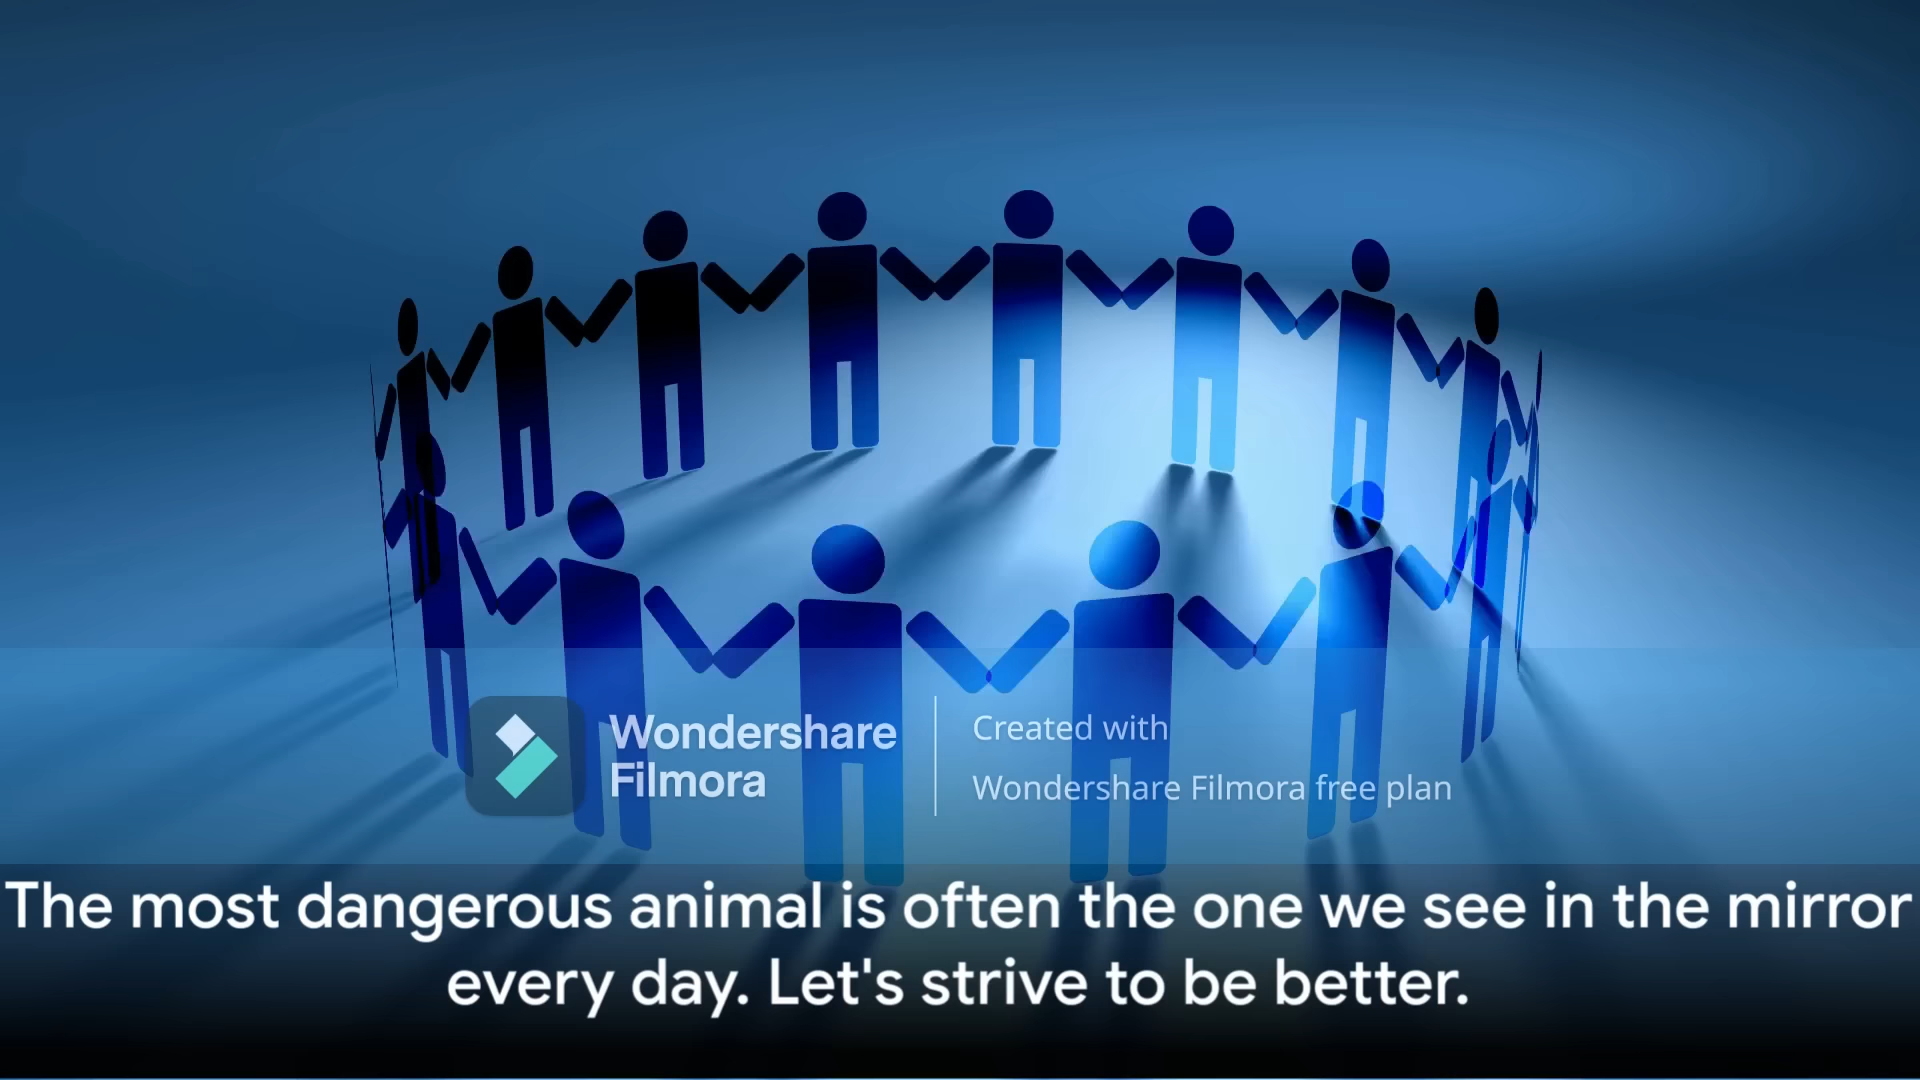 Wondershare
Filmora
Created with
Wondershare Filmora free plan
The most dangerous animal is often the one we see in the mirror
every day. Let's strive to be better.